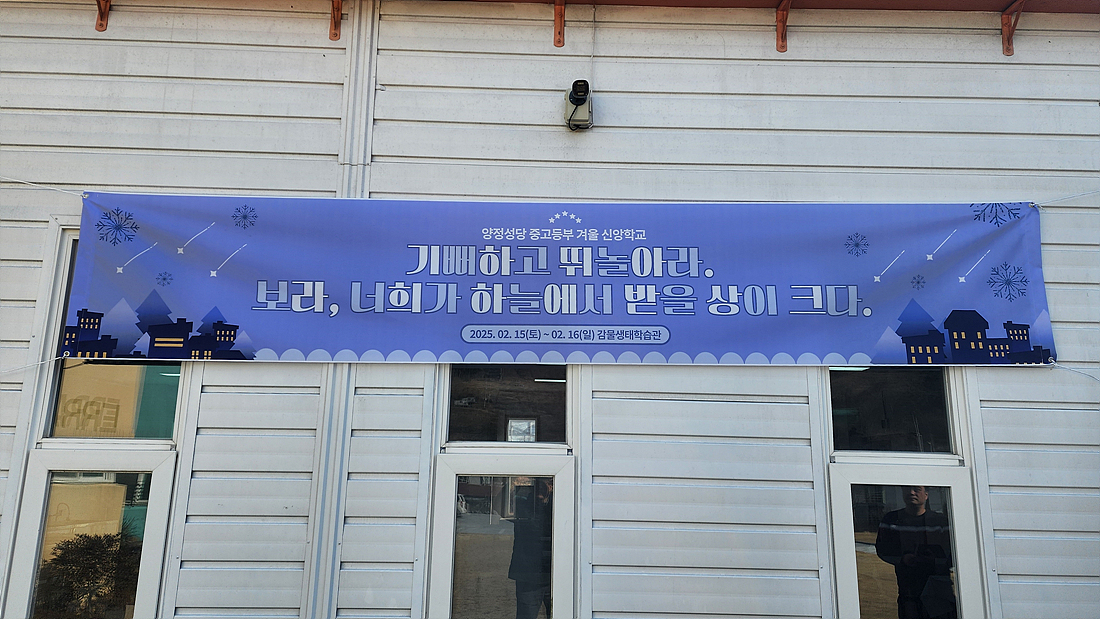 양정성당 중고등부 겨울 신앙학교
기뻐하고 뛰놀아라.
보라, 너희가 하늘에서 받을 상이 크다.
2025. 02. 15(토) ~ 02. 16(일) 감물생태학습관